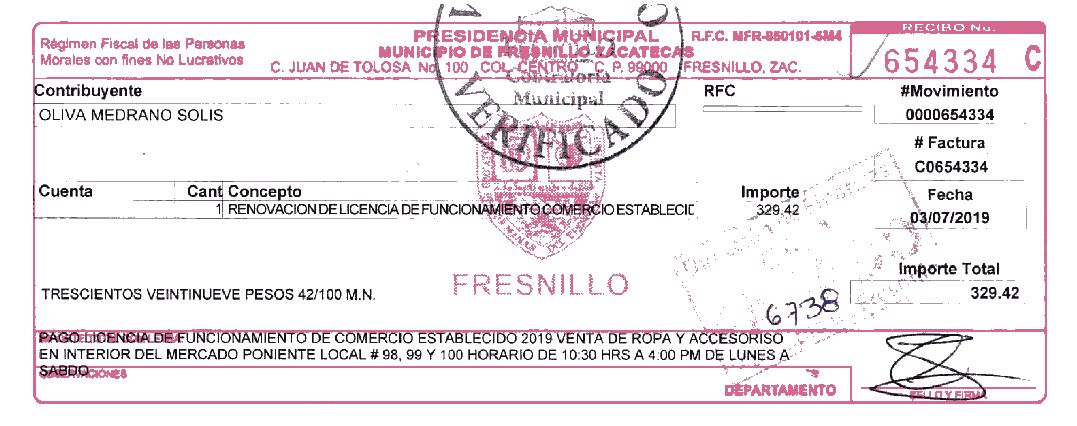 Régimen Fiscal de las Personas
Morales con fines No Lucrativos
PRESIDENCIA MUNICIPAL
MUNICIPIO DE FRESNILLO ZACATECAS
C. JUAN DE TOLOSA No. 100 COL. CENTRO C. P. 99000 FRESNILLO, ZAC.
R.F.C. MFR-850101-5M4
RECIBO No.
654334 C
Contraloria
Municipal
VERIFICADO
Contribuyente
OLIVA MEDRANO SOLIS
RFC
#Movimiento
0000654334
# Factura
C0654334
Fecha
03/07/2019
Cuenta Cant Concepto Importe
1 RENOVACION DE LICENCIA DE FUNCIONAMIENTO COMERCIO ESTABLECID 329.42
FRESNILLO
Importe Total
329.42
TRESCIENTOS VEINTINUEVE PESOS 42/100 M.N.
6738
PAGO LICENCIA DE FUNCIONAMIENTO DE COMERCIO ESTABLECIDO 2019 VENTA DE ROPA Y ACCESORISO
EN INTERIOR DEL MERCADO PONIENTE LOCAL # 98, 99 Y 100 HORARIO DE 10:30 HRS A 4:00 PM DE LUNES A
SABDO
DEPARTAMENTO
SELLO Y FIRMA